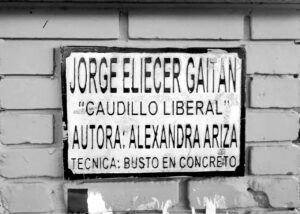 JORGE ELIECER GAITAN
"CAUDILLO LIBERAL"
AUTORA: ALEXANDRA ARIZA
TECNICA: BUSTO EN CONCRETO